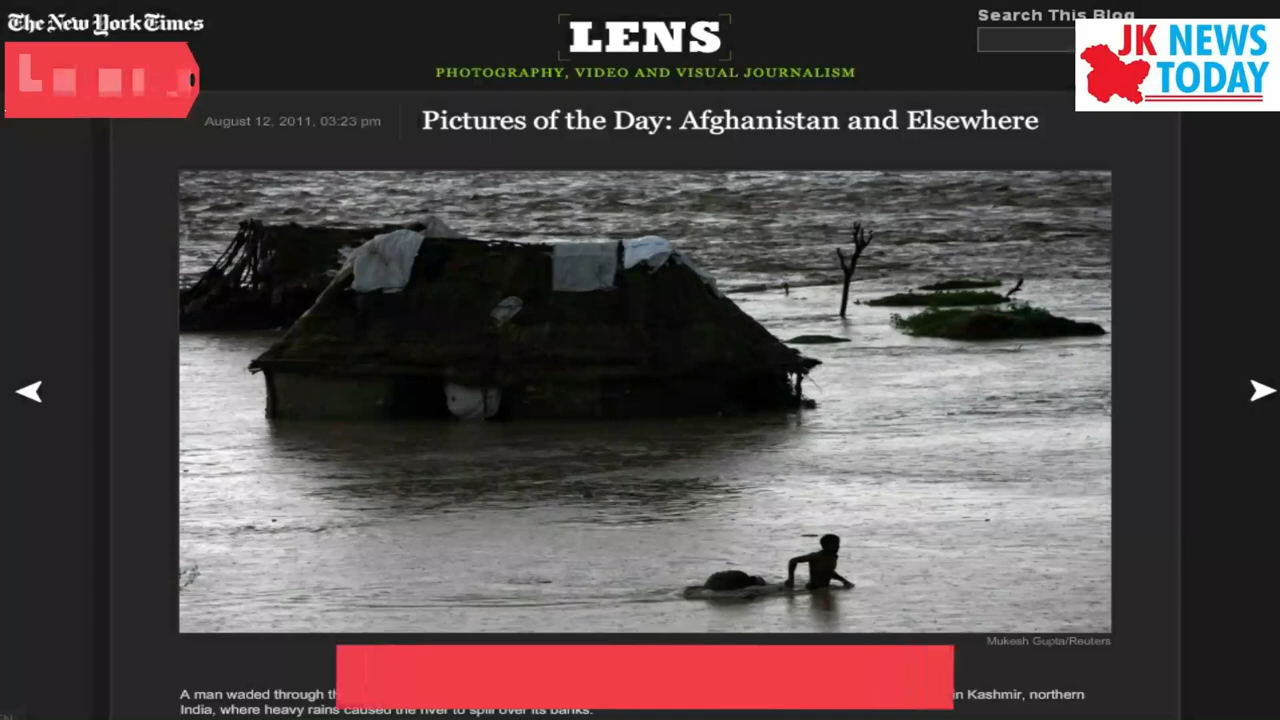 The New York Times
LENS
PHOTOGRAPHY, VIDEO AND VISUAL JOURNALISM
Search This Blog
JK NEWS
TODAY
August 12, 2011, 03:23 pm
Pictures of the Day: Afghanistan and Elsewhere
Mukesh Gupta/Reuters
A man waded through in Kashmir, northern
India, where heavy rains caused the river to spill over its banks.